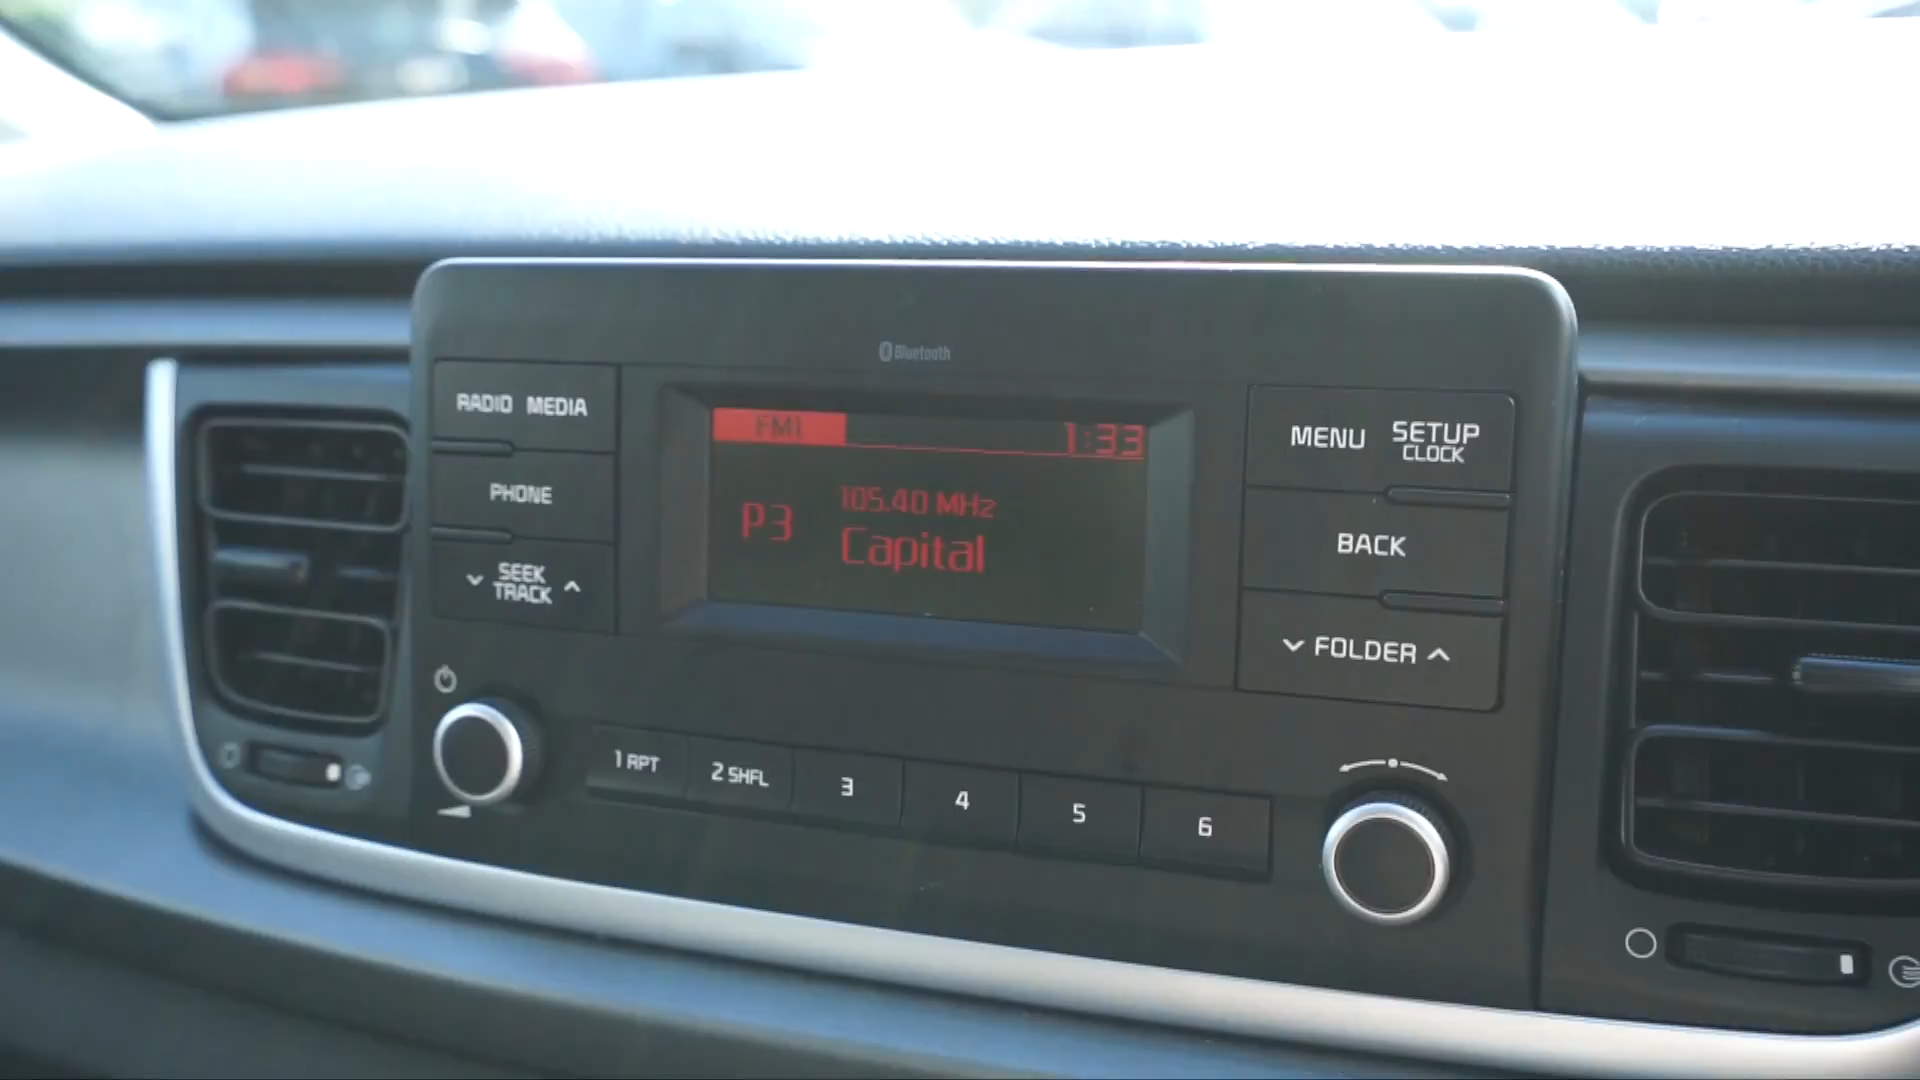 Bluetooth
RADIO MEDIA
PHONE
SEEK
TRACK
FM1 1:33
105.40 MHz
P3 Capital
MENU SETUP
CLOCK
BACK
FOLDER
1 RPT 2 SHFL 3 4 5 6